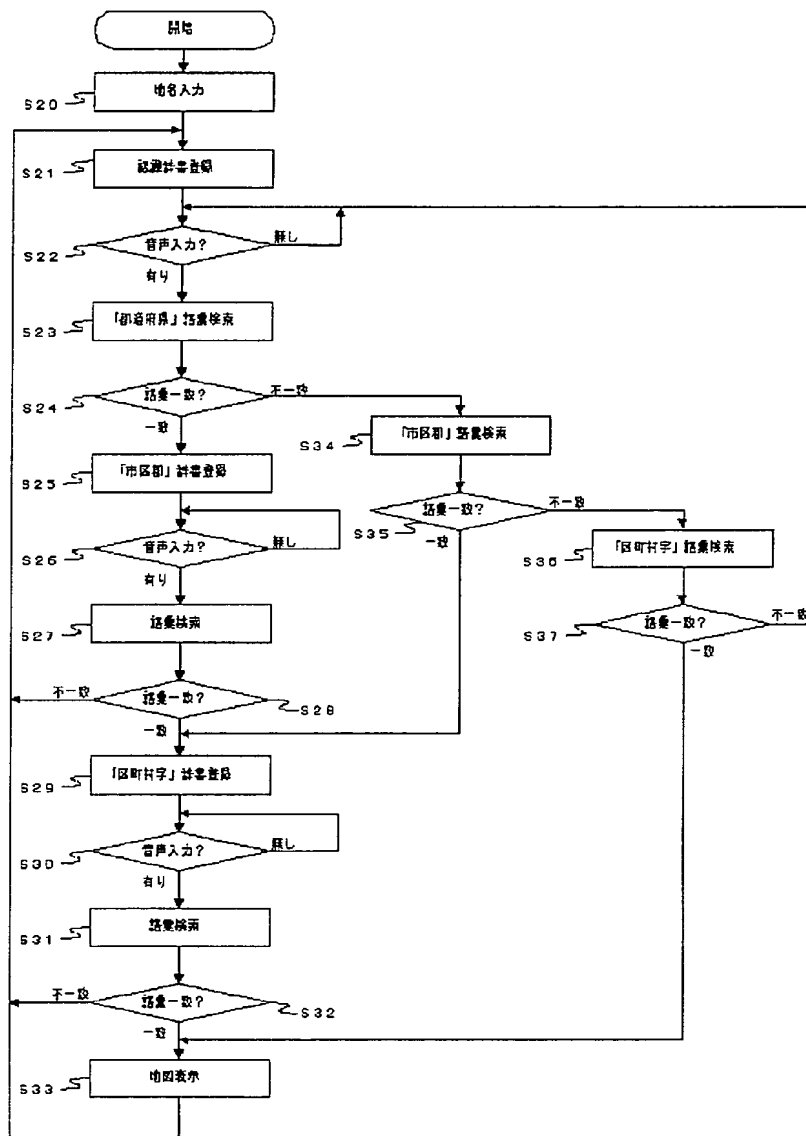 開始
地名入力
S20
認識辞書登録
S21
音声入力?
無し
S22
有り
「都道府県」語彙検索
S23
語彙一致?
不一致
S24
一致
「市区郡」語彙検索
S34
「市区郡」辞書登録
S25
語彙一致?
不一致
S35
一致
音声入力?
無し
S26
有り
「区町村字」語彙検索
S36
語彙検索
S27
語彙一致?
不一致
S37
一致
不一致
語彙一致?
S28
一致
「区町村字」辞書登録
S29
音声入力?
無し
S30
有り
語彙検索
S31
不一致
語彙一致?
S32
一致
地図表示
S33